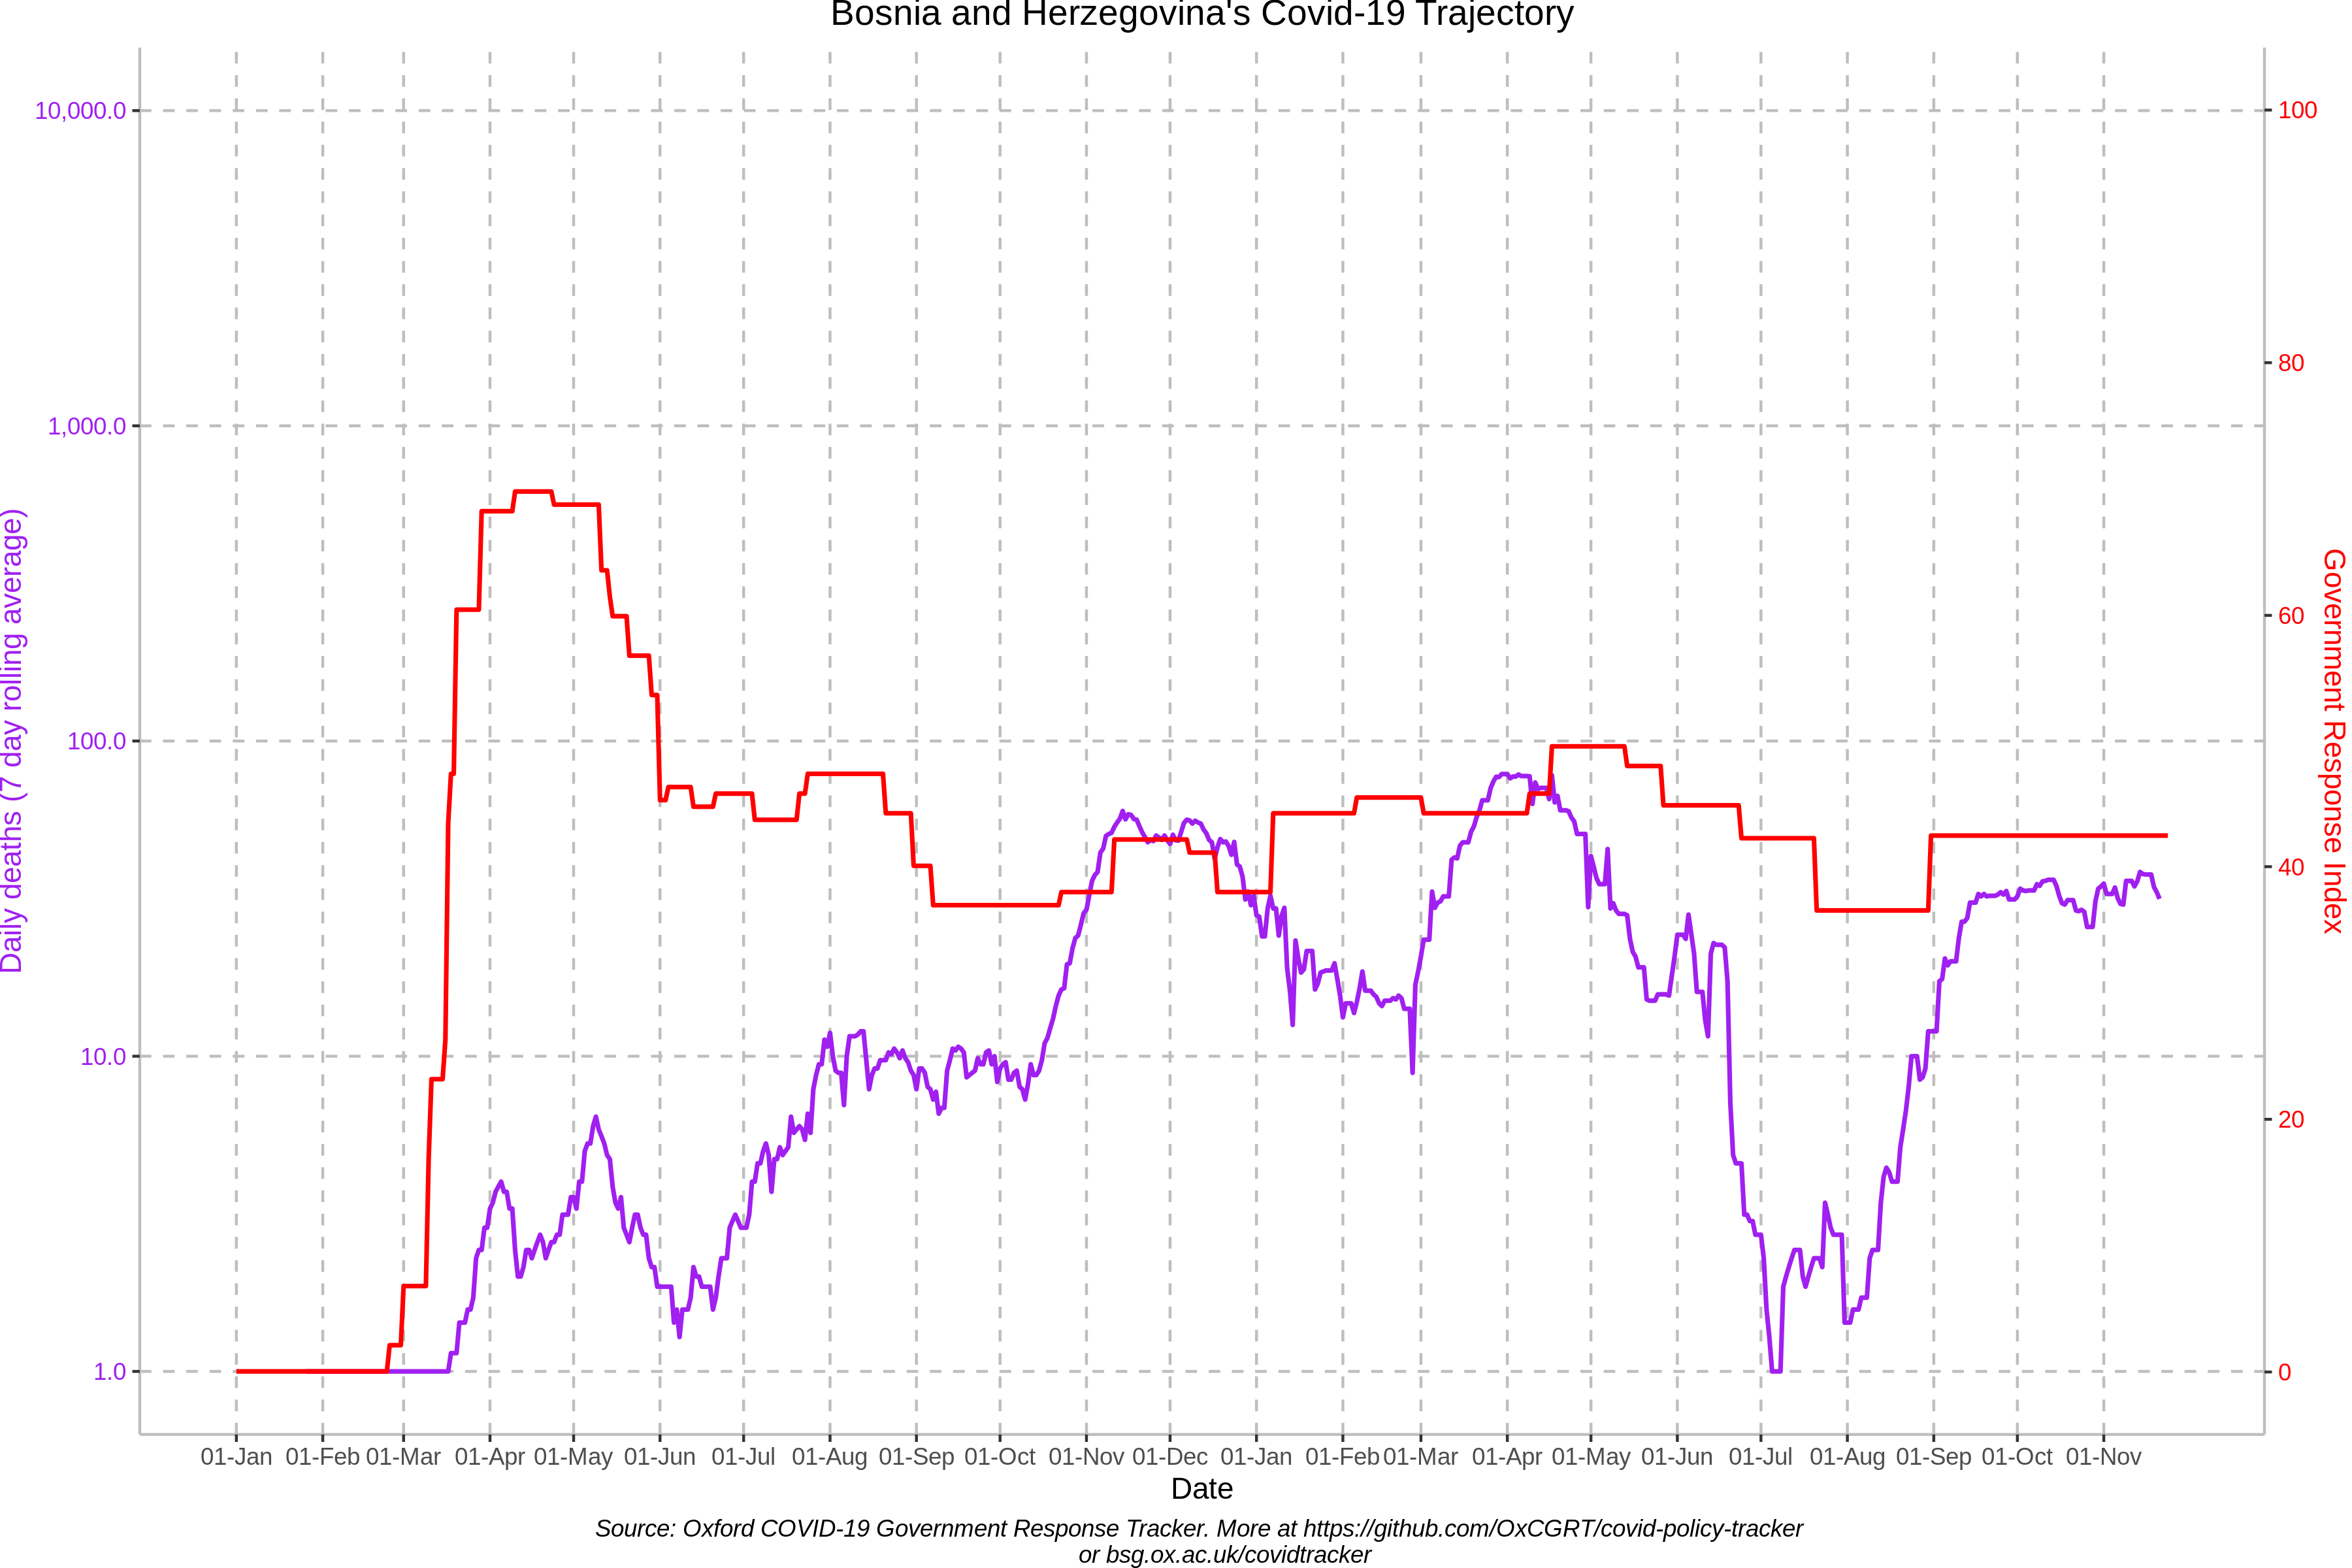 Bosnia and Herzegovina's Covid-19 Trajectory
10,000.0
1,000.0
100.0
10.0
1.0
Daily deaths (7 day rolling average)
100
80
60
40
20
0
Government Response Index
01-Jan 01-Feb 01-Mar 01-Apr 01-May 01-Jun 01-Jul 01-Aug 01-Sep 01-Oct 01-Nov 01-Dec 01-Jan 01-Feb 01-Mar 01-Apr 01-May 01-Jun 01-Jul 01-Aug 01-Sep 01-Oct 01-Nov
Date
Source: Oxford COVID-19 Government Response Tracker. More at https://github.com/OxCGRT/covid-policy-tracker
or bsg.ox.ac.uk/covidtracker